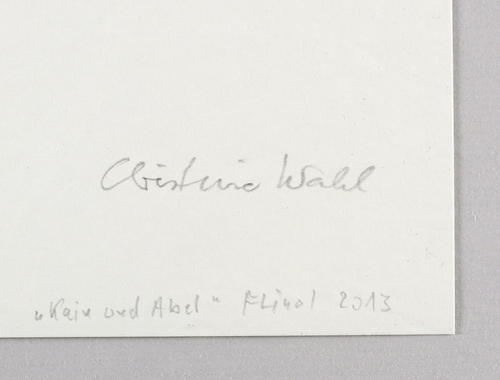 Christine Wahl
„Kain und Abel“ FLinol 2013